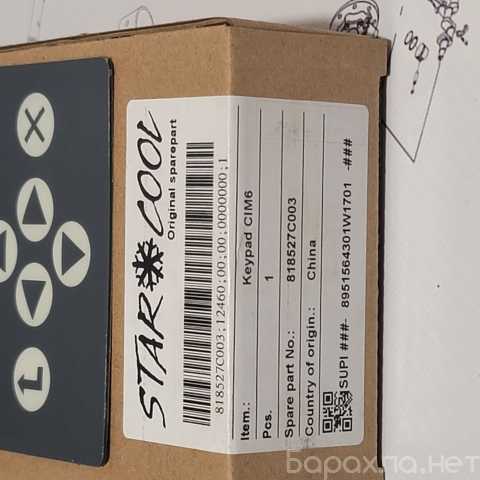 STAR COOL
Original sparepart
818527C003;12460;00;00;0000000;1
Item.: Keypad CIM6
Pcs. 1
Spare part No.: 818527C003
Country of origin.: China
SUPI ###- 8951564301W1701 -###
Барахла.нет